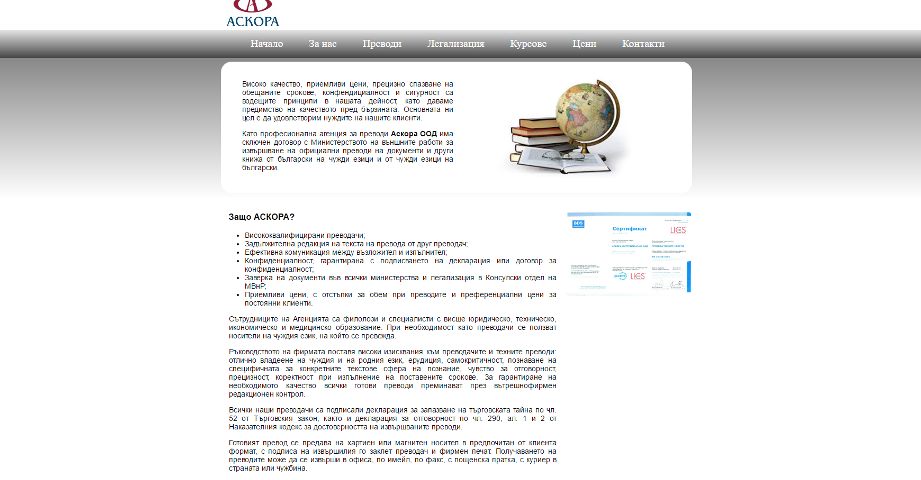 АСКОРА
Начало За нас Преводи Легализация Курсове Цени Контакти
Високо качество, приемливи цени, прецизно спазване на
обещаните срокове, конфенденциалност и сигурност са
водещите принципи в нашата дейност, като даваме
предимство на качеството пред бързината. Основната ни
цел е да удовлетворим нуждите на нашите клиенти.
Като професионална агенция за преводи Аскора ООД има
сключен договор с Министерството на външните работи за
извършване на официални преводи на документи и други
книжа от български на чужди езици и от чужди езици на
български.
Защо АСКОРА?
Висококвалифицирани преводачи;
Задължителна редакция на текста на превода от друг преводач;
Ефективна комуникация между възложител и изпълнител;
Конфиденциалност, гарантирана с подписването на декларация или договор за
конфиденциалност;
Заверка на документи във всички министерства и легализация в Консулски отдел на
МВнР;
Приемливи цени, с отстъпки за обем при преводите и преференциални цени за
постоянни клиенти.
Сътрудниците на Агенцията са филолози и специалисти с висше юридическо, техническо,
икономическо и медицинско образование. При необходимост като преводачи се ползват
носители на чуждия език, на който се превежда.
Ръководството на фирмата поставя високи изисквания към преводачите и техните преводи:
отлично владеене на чуждия и на родния език, ерудиция, самокритичност, познаване на
специфичната за конкретните текстове сфера на познание, чувство за отговорност,
прецизност, коректност при изпълнение на поставените срокове. За гарантиране на
необходимото качество всички готови преводи преминават през вътрешнофирмен
редакционен контрол.
Всички наши преводачи са подписали декларация за запазване на търговската тайна по чл.
52 от Търговския закон, както и декларация за отговорност по чл. 290, ал. 1 и 2 от
Наказателния кодекс за достоверността на извършваните преводи.
Готовият превод се предава на хартиен или магнитен носител в предпочитан от клиента
формат, с подписа на извършилия го заклет преводач и фирмен печат. Получаването на
преводите може да се извърши в офиса, по имейл, по факс, с пощенска пратка, с куриер в
страната или чужбина.
Сертификат
LICS
LICS